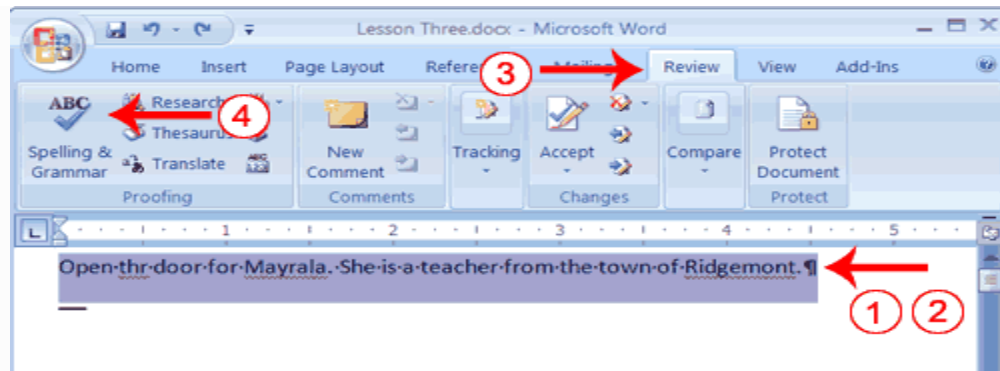 Lesson Three.docx - Microsoft Word
Home Insert Page Layout 3 Review View Add-Ins
ABC Thesaurus 4
Spelling & Grammar Translate
New Comment
Tracking
Accept
Compare
Protect Document
Proofing Comments Changes Protect
L 1 2 3 4 5
Open thr door for Mayrala. She is a teacher from the town of Ridgemont.¶
1 2